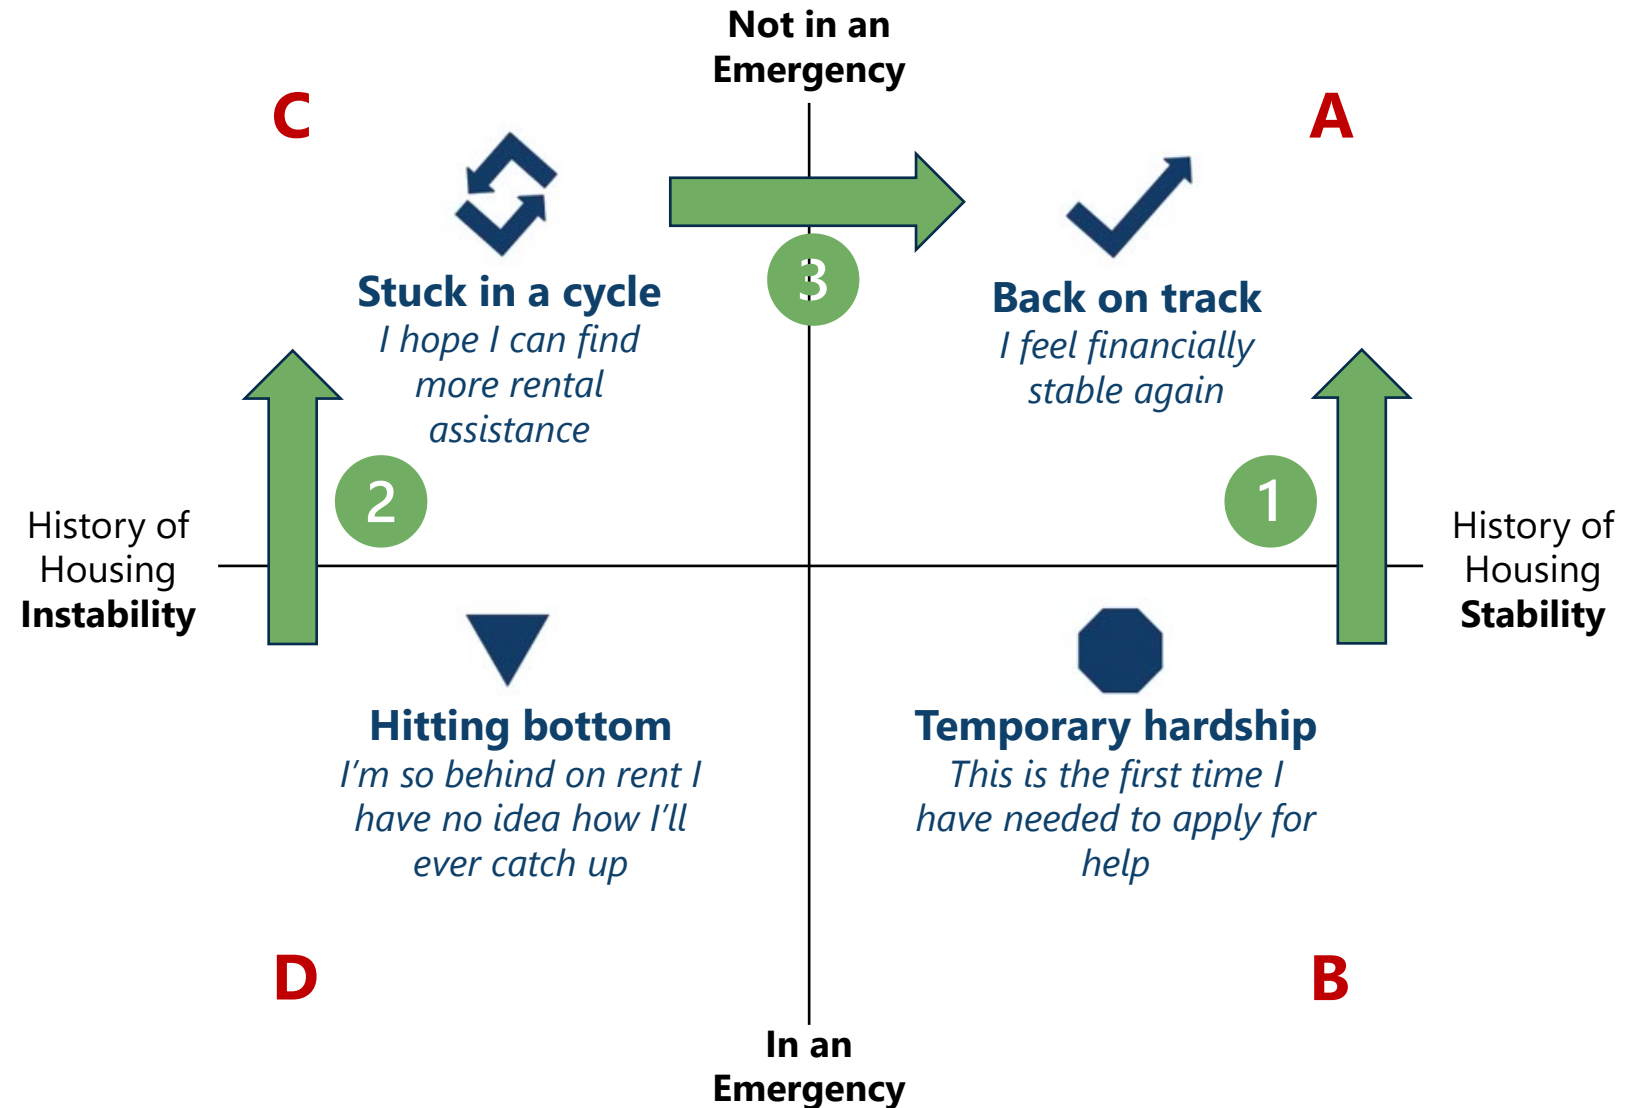 Not in an
Emergency
C
A
3
Stuck in a cycle
I hope I can find
more rental
assistance
Back on track
I feel financially
stable again
2
1
History of
Housing
Instability
History of
Housing
Stability
Hitting bottom
I'm so behind on rent I
have no idea how I'll
ever catch up
Temporary hardship
This is the first time I
have needed to apply for
help
D
B
In an
Emergency